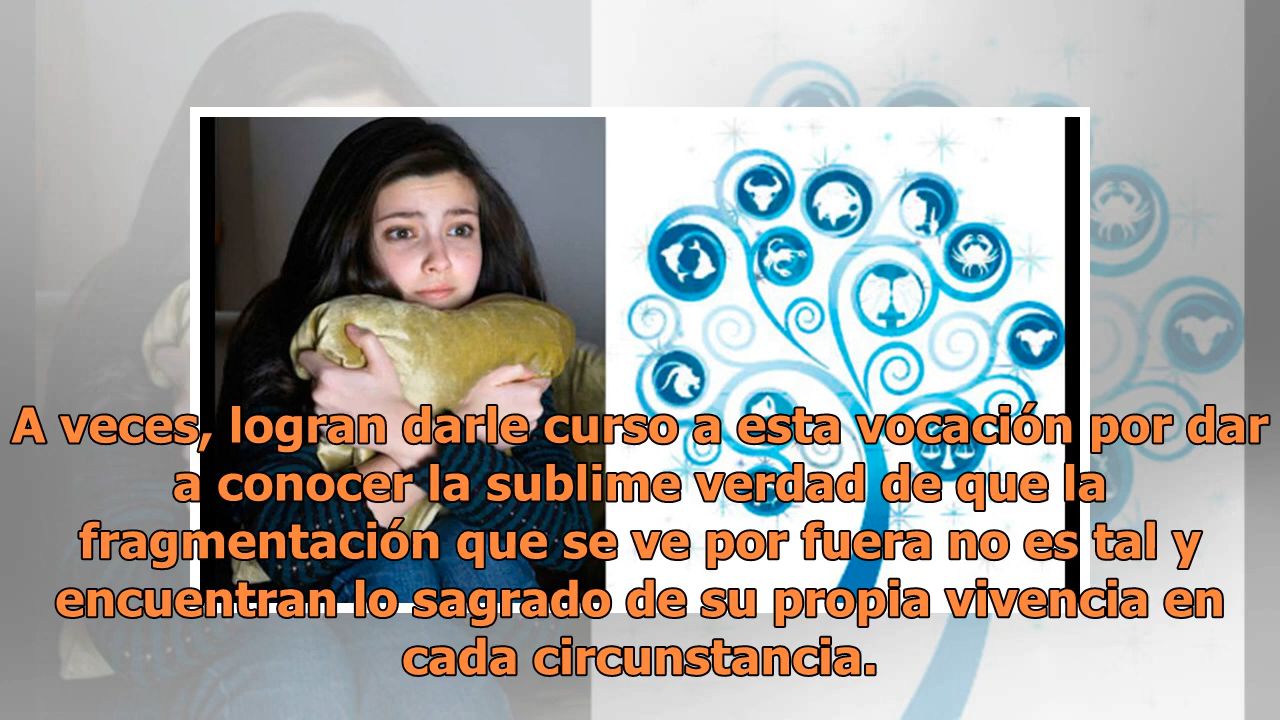 A veces, logran darle curso a esta vocación por dar
a conocer la sublime verdad de que la
fragmentación que se ve por fuera no es tal y
encuentran lo sagrado de su propia vivencia en
cada circunstancia.